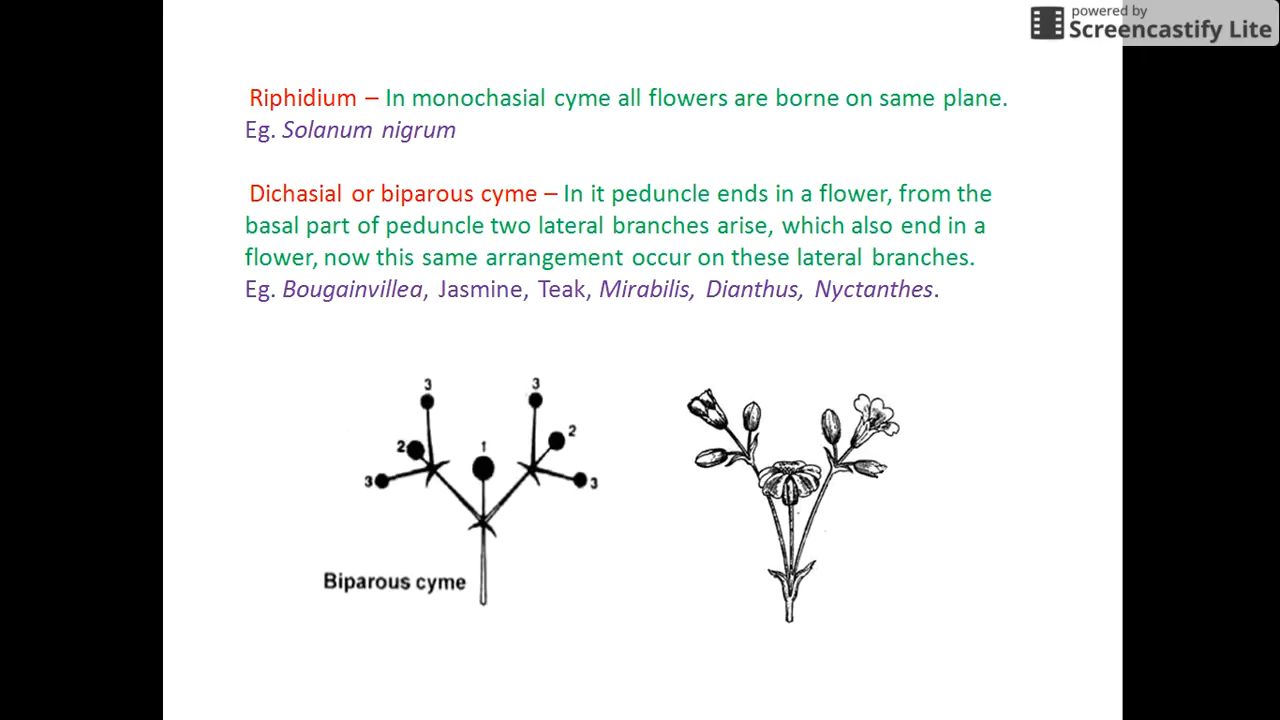 powered by
Screencastify Lite
Riphidium – In monochasial cyme all flowers are borne on same plane.
Eg. Solanum nigrum
Dichasial or biparous cyme – In it peduncle ends in a flower, from the
basal part of peduncle two lateral branches arise, which also end in a
flower, now this same arrangement occur on these lateral branches.
Eg. Bougainvillea, Jasmine, Teak, Mirabilis, Dianthus, Nyctanthes.
3 3
2 1 2
3 3
Biparous cyme